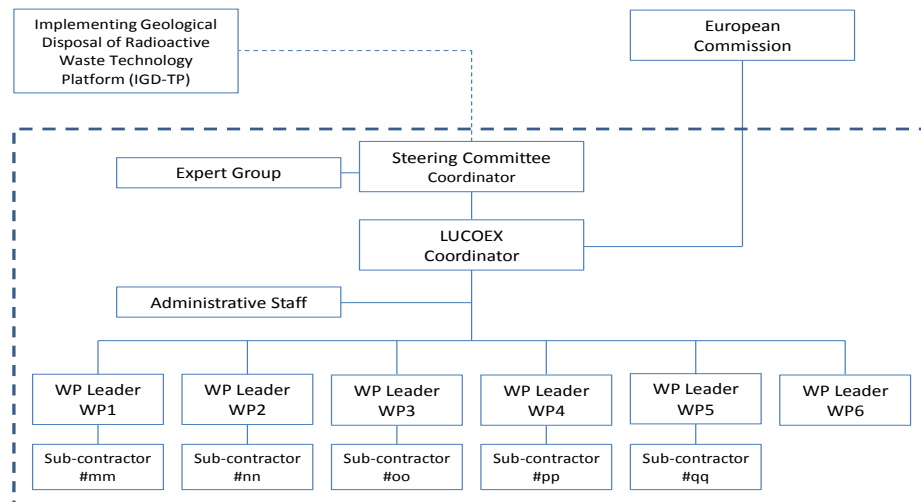 Implementing Geological
Disposal of Radioactive
Waste Technology
Platform (IGD-TP)
European
Commission
Steering Committee
Coordinator
Expert Group
LUCOEX
Coordinator
Administrative Staff
WP Leader
WP1
WP Leader
WP2
WP Leader
WP3
WP Leader
WP4
WP Leader
WP5
WP Leader
WP6
Sub-contractor
#mm
Sub-contractor
#nn
Sub-contractor
#oo
Sub-contractor
#pp
Sub-contractor
#qq